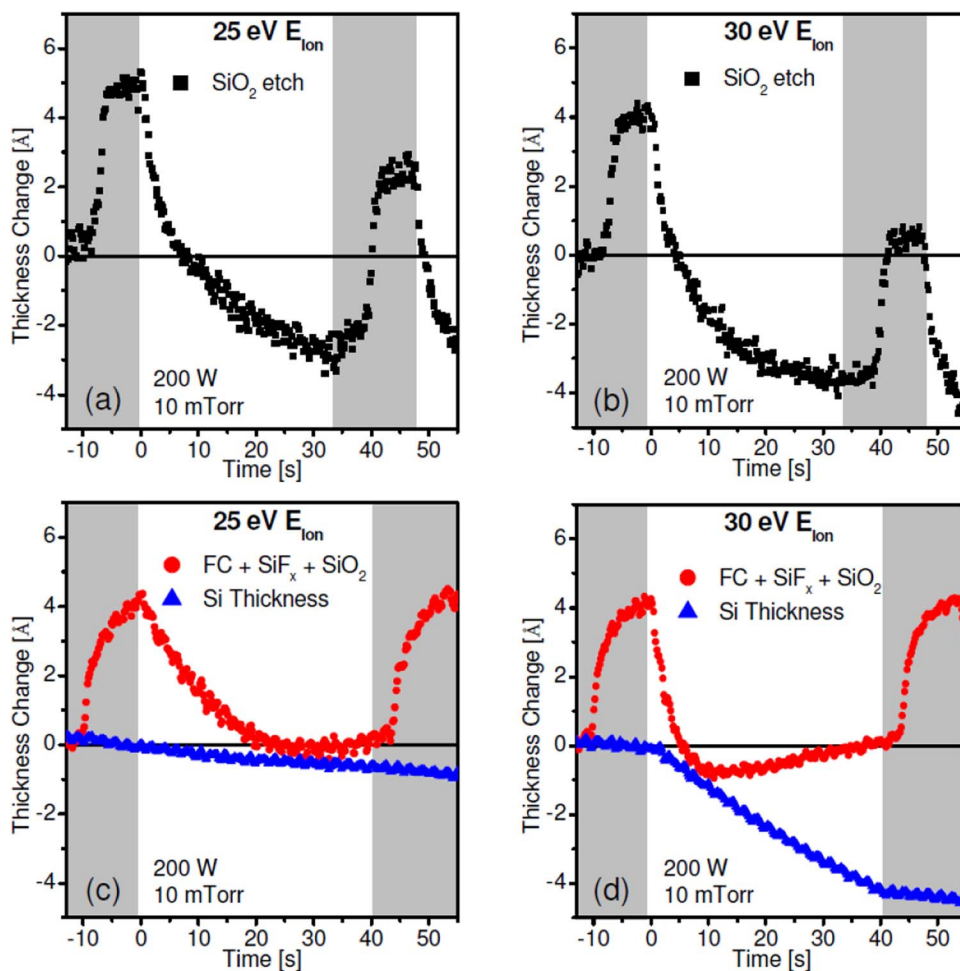 25 eV E_Ion
SiO2 etch
Thickness Change [Å]
6
4
2
0
-2
-4
(a)
200 W
10 mTorr
-10 0 10 20 30 40 50
Time [s]
30 eV E_Ion
SiO2 etch
Thickness Change [Å]
6
4
2
0
-2
-4
(b)
200 W
10 mTorr
-10 0 10 20 30 40 50
Time [s]
25 eV E_Ion
FC + SiF_x + SiO2
Si Thickness
Thickness Change [Å]
6
4
2
0
-2
-4
(c)
200 W
10 mTorr
-10 0 10 20 30 40 50
Time [s]
30 eV E_Ion
FC + SiF_x + SiO2
Si Thickness
Thickness Change [Å]
6
4
2
0
-2
-4
(d)
200 W
10 mTorr
-10 0 10 20 30 40 50
Time [s]